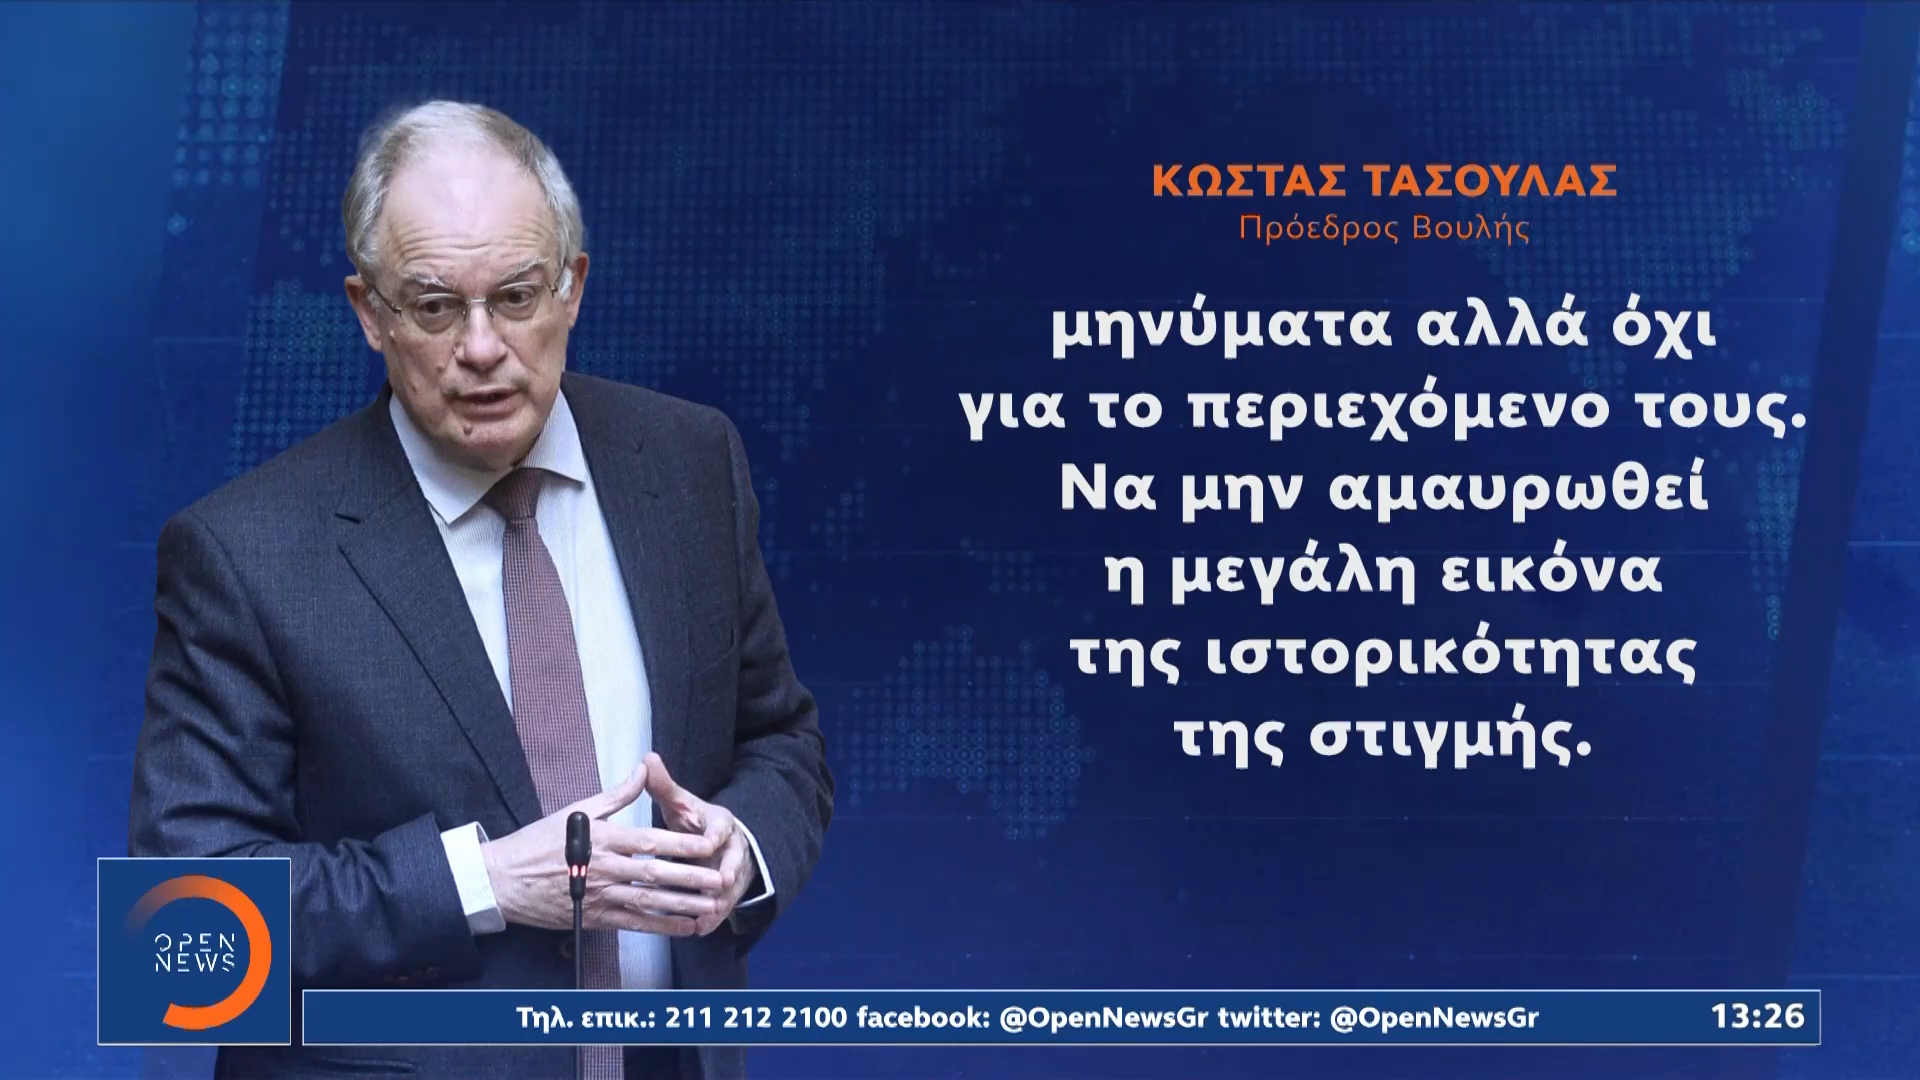 ΚΩΣΤΑΣ ΤΑΣΟΥΛΑΣ
Πρόεδρος Βουλής
μηνύματα αλλά όχι
για το περιεχόμενο τους.
Να μην αμαυρωθεί
η μεγάλη εικόνα
της ιστορικότητας
της στιγμής.
OPEN
NEWS
Τηλ. επικ.: 211 212 2100 facebook: @OpenNewsGr twitter: @OpenNewsGr
13:26